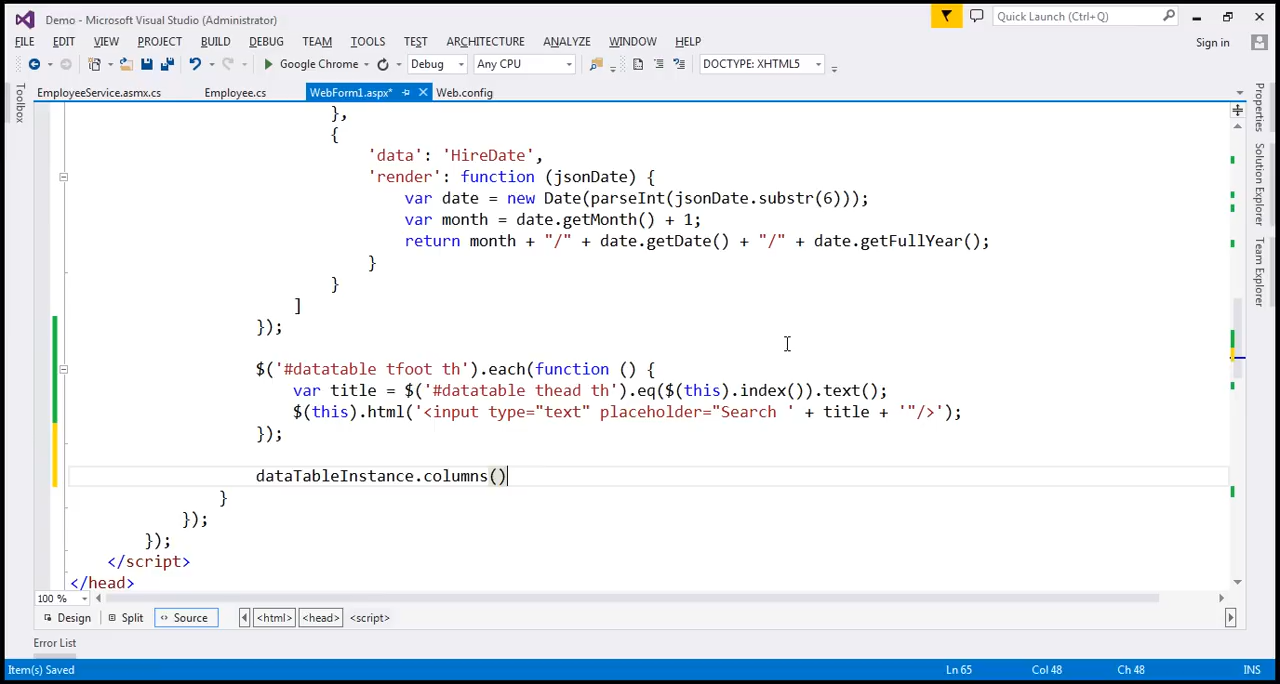 Demo - Microsoft Visual Studio (Administrator)
Quick Launch (Ctrl+Q)
FILE EDIT VIEW PROJECT BUILD DEBUG TEAM TOOLS TEST ARCHITECTURE ANALYZE WINDOW HELP
Sign in
Google Chrome Debug Any CPU DOCTYPE: XHTML5
Toolbox
EmployeeService.asmx.cs Employee.cs WebForm1.aspx* Web.config
Properties
Solution Explorer
Team Explorer
},
{
'data': 'HireDate',
'render': function (jsonDate) {
var date = new Date(parseInt(jsonDate.substr(6)));
var month = date.getMonth() + 1;
return month + "/" + date.getDate() + "/" + date.getFullYear();
}
}
]
});
$('#datatable tfoot th').each(function () {
var title = $('#datatable thead th').eq($(this).index()).text();
$(this).html('<input type="text" placeholder="Search ' + title + '"/>');
});
dataTableInstance.columns()
}
});
});
</script>
</head>
100 %
Design Split Source <html> <head> <script>
Error List
Item(s) Saved Ln 65 Col 48 Ch 48 INS